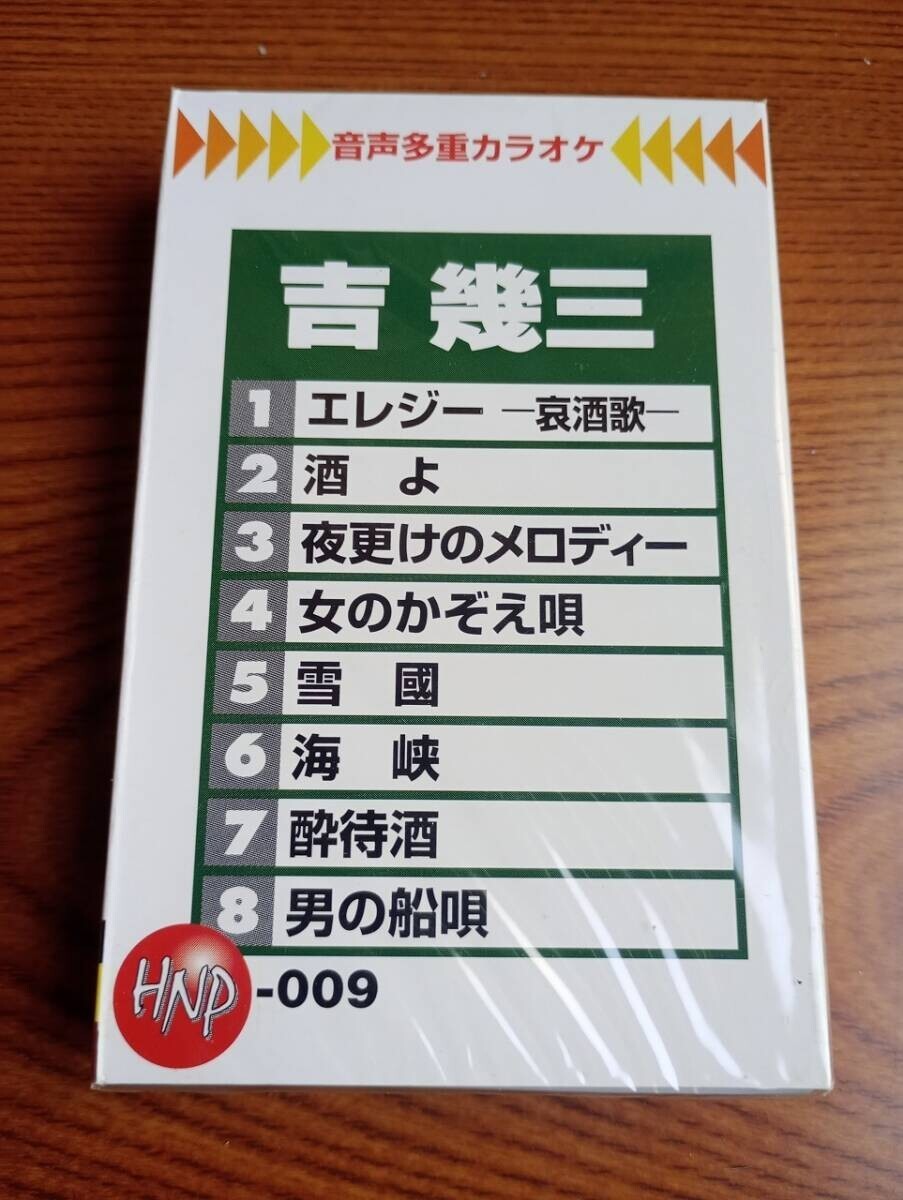 音声多重カラオケ
吉 幾三
1 エレジー ―哀酒歌―
2 酒 よ
3 夜更けのメロディー
4 女のかぞえ唄
5 雪 國
6 海 峡
7 酔待酒
8 男の船唄
HNP -009